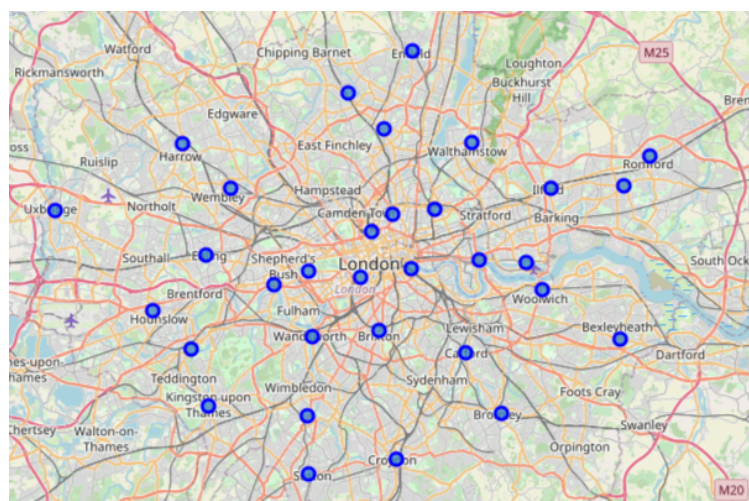 Watford
Chipping Barnet
Loughton
M25
Rickmansworth
Buckhurst
Hill
Edgware
East Finchley
Walthamstow
Harrow
Romford
Ruislip
Hampstead
Wembley
Ilford
Uxbridge
Northolt
Camden Town
Stratford
Barking
Southall
Ealing
Shepherd's
Bush
London
South Ock
London
Brentford
Woolwich
Fulham
Hounslow
Wandsworth
Brixton
Lewisham
Bexleyheath
Catford
Dartford
Teddington
Sydenham
Wimbledon
Foots Cray
Kingston upon
Thames
Bromley
Swanley
Chertsey
Walton-on-
Thames
Orpington
Croydon
Sutton
M20